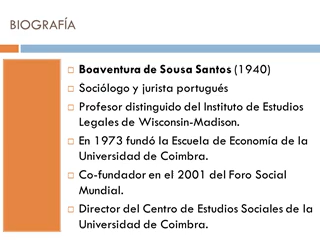 BIOGRAFÍA
Boaventura de Sousa Santos (1940)
Sociólogo y jurista portugués
Profesor distinguido del Instituto de Estudios
Legales de Wisconsin-Madison.
En 1973 fundó la Escuela de Economía de la
Universidad de Coimbra.
Co-fundador en el 2001 del Foro Social
Mundial.
Director del Centro de Estudios Sociales de la
Universidad de Coimbra.